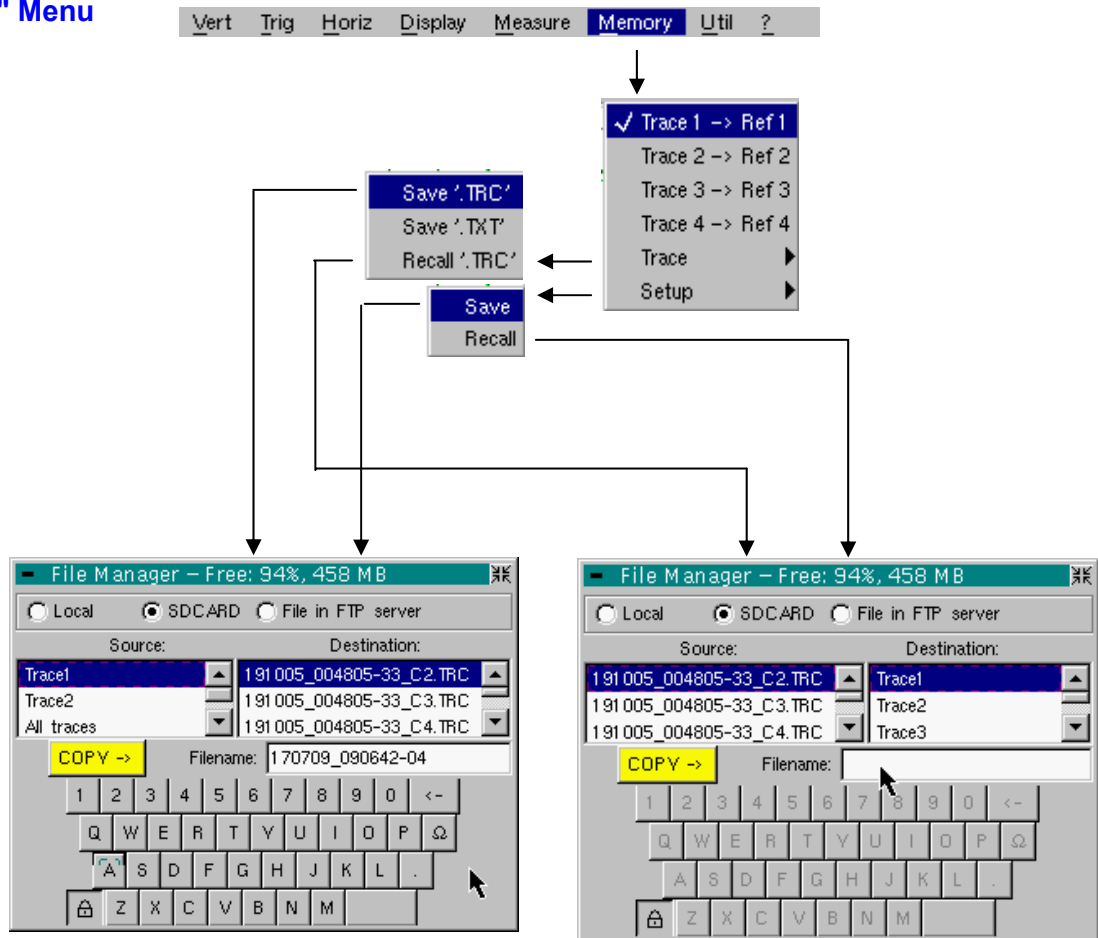 " Menu
Vert Trig Horiz Display Measure Memory Util ?
✓ Trace 1 –> Ref 1
Trace 2 –> Ref 2
Trace 3 –> Ref 3
Trace 4 –> Ref 4
Trace
Setup
Save '.TRC'
Save '.TXT'
Recall '.TRC'
Save
Recall
File Manager – Free: 94%, 458 MB
Local SDCARD File in FTP server
Source: Destination:
Trace1 191005_004805-33_C2.TRC
Trace2 191005_004805-33_C3.TRC
All traces 191005_004805-33_C4.TRC
COPY -> Filename: 170709_090642-04
1 2 3 4 5 6 7 8 9 0 <-
Q W E R T Y U I O P Ω
A S D F G H J K L .
Z X C V B N M
File Manager – Free: 94%, 458 MB
Local SDCARD File in FTP server
Source: Destination:
191005_004805-33_C2.TRC Trace1
191005_004805-33_C3.TRC Trace2
191005_004805-33_C4.TRC Trace3
COPY -> Filename:
1 2 3 4 5 6 7 8 9 0 <-
Q W E R T Y U I O P Ω
A S D F G H J K L .
Z X C V B N M